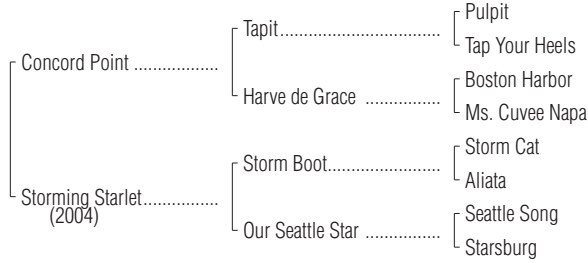 Pulpit
Tapit
Tap Your Heels
Concord Point
Boston Harbor
Harve de Grace
Ms. Cuvee Napa
Storm Cat
Storm Boot
Aliata
Storming Starlet
(2004)
Seattle Song
Our Seattle Star
Starsburg